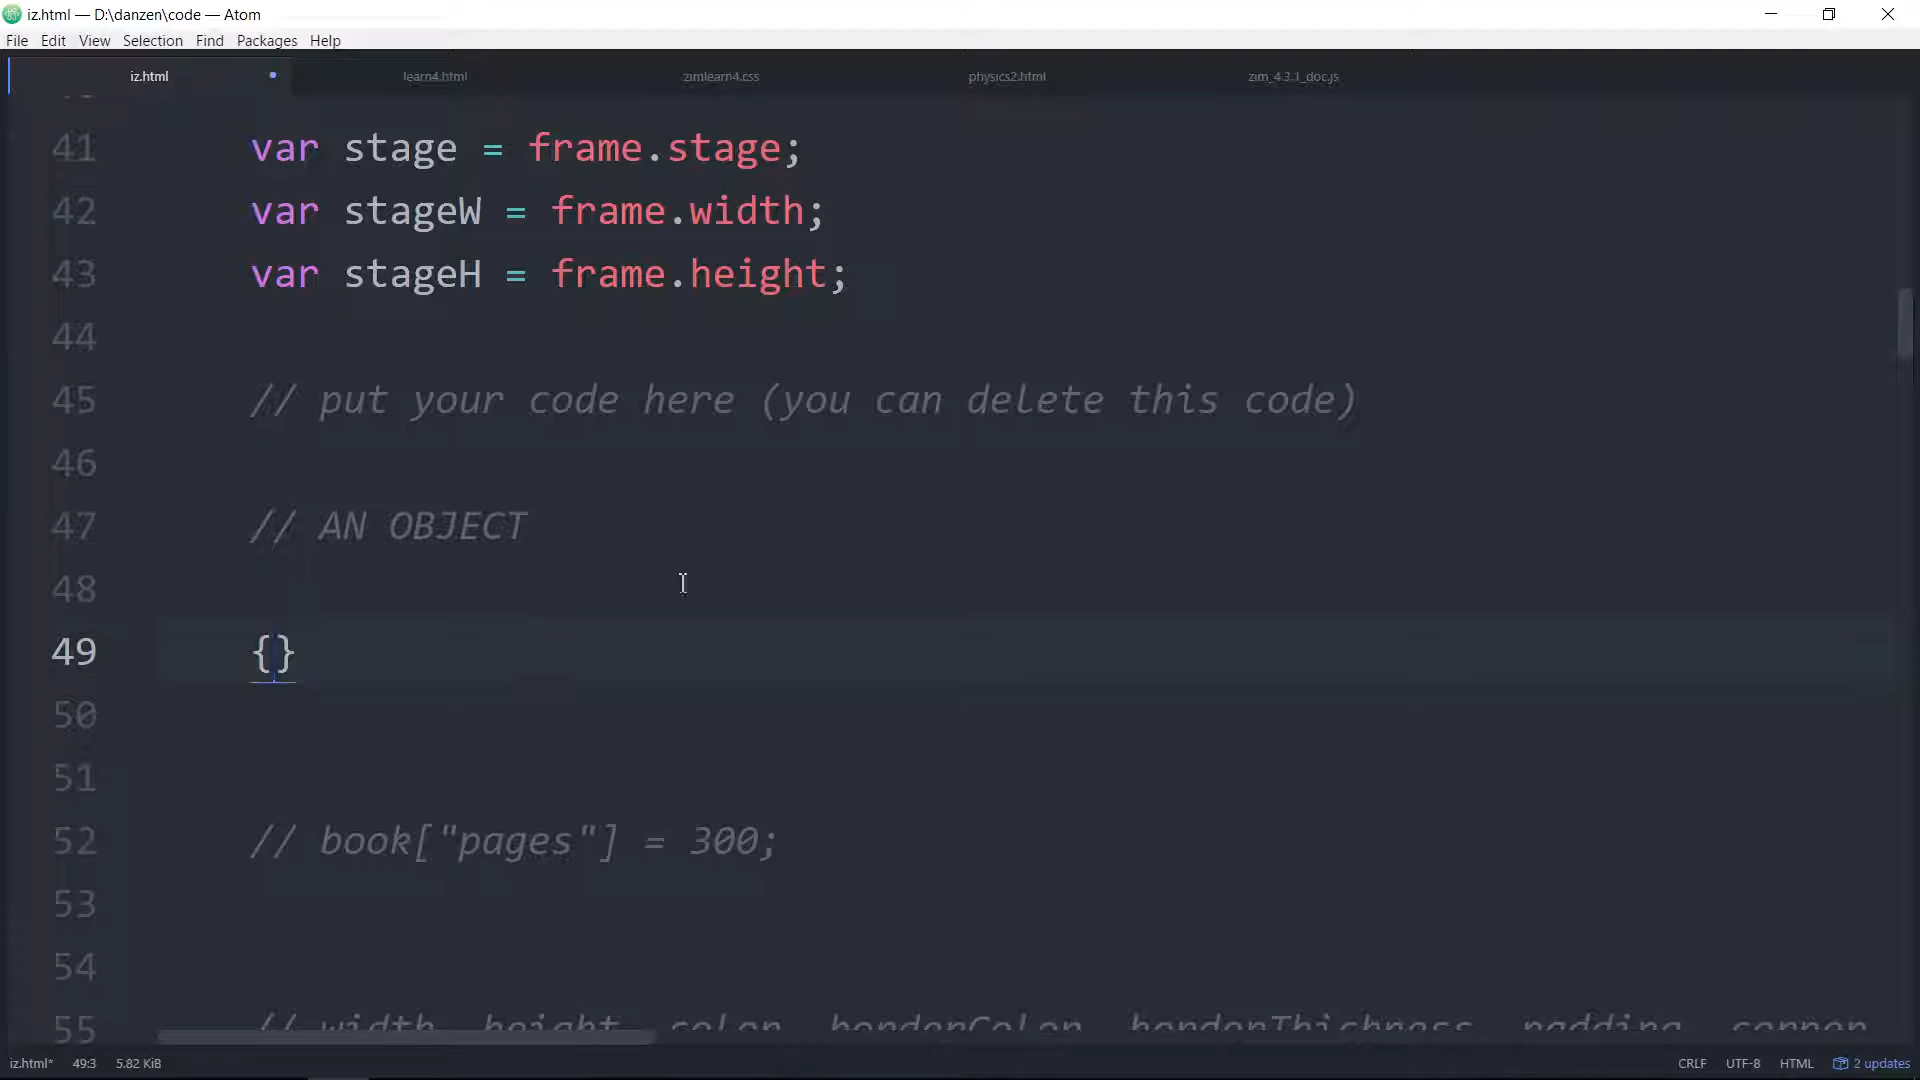 iz.html — D:\danzen\code — Atom
File Edit View Selection Find Packages Help
iz.html learn4.html zimlearn4.css physics2.html zim_4.3.1_doc.js
41 var stage = frame.stage;
42 var stageW = frame.width;
43 var stageH = frame.height;
44
45 // put your code here (you can delete this code)
46
47 // AN OBJECT
48
49 {}
50
51
52 // book["pages"] = 300;
53
54
55 // width, height, color, borderColor, borderThickness, padding, corner
iz.html* 49:3 5.82 KiB CRLF UTF-8 HTML 2 updates